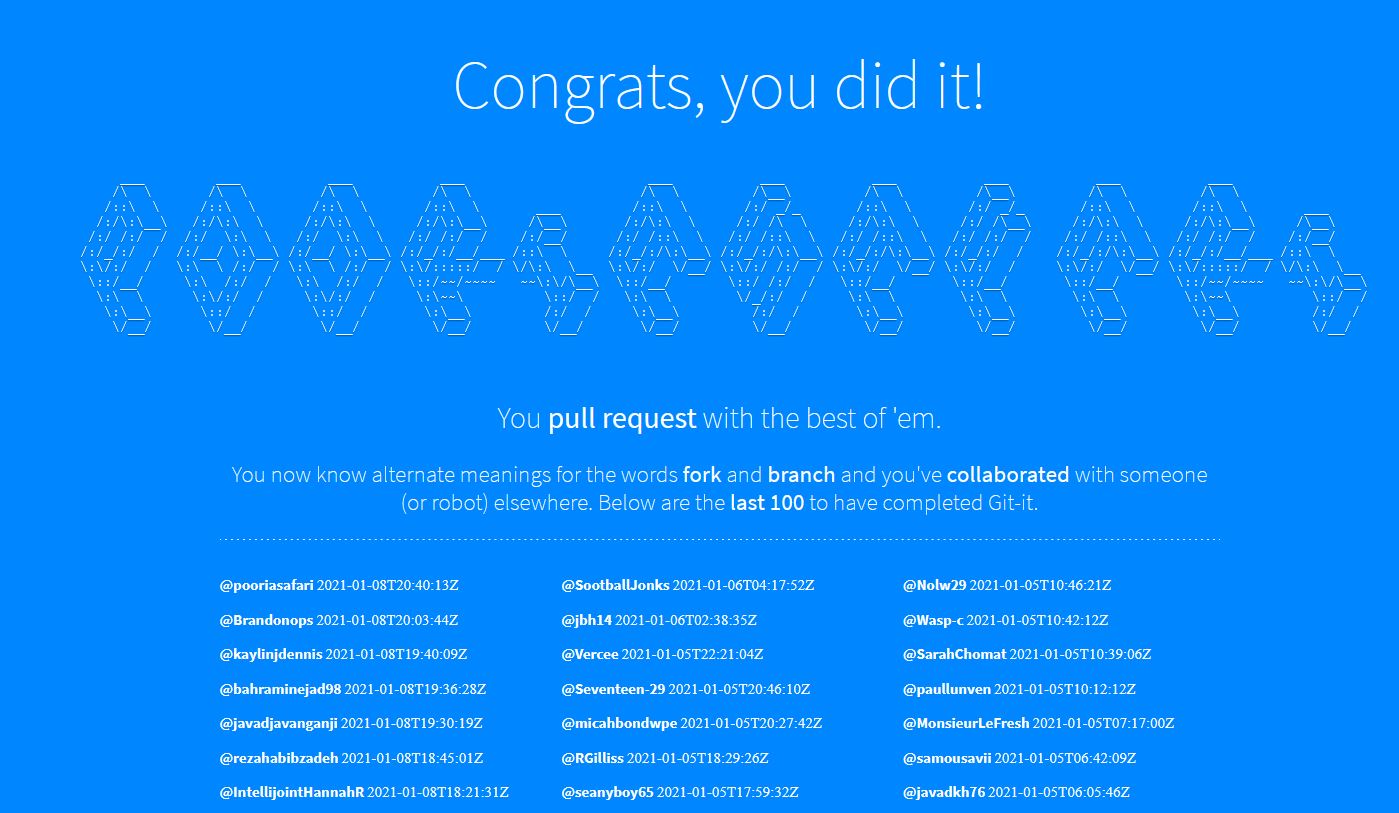 Congrats, you did it!
POORIASAFARI
You pull request with the best of 'em.
You now know alternate meanings for the words fork and branch and you've collaborated with someone
(or robot) elsewhere. Below are the last 100 to have completed Git-it.
@pooriasafari 2021-01-08T20:40:13Z
@Brandonops 2021-01-08T20:03:44Z
@kaylinjdennis 2021-01-08T19:40:09Z
@bahraminejad98 2021-01-08T19:36:28Z
@javadjavanganji 2021-01-08T19:30:19Z
@rezahabibzadeh 2021-01-08T18:45:01Z
@IntellijointHannahR 2021-01-08T18:21:31Z
@SootballJonks 2021-01-06T04:17:52Z
@jbh14 2021-01-06T02:38:35Z
@Vercee 2021-01-05T22:21:04Z
@Seventeen-29 2021-01-05T20:46:10Z
@micahbondwpe 2021-01-05T20:27:42Z
@RGilliss 2021-01-05T18:29:26Z
@seanyboy65 2021-01-05T17:59:32Z
@Nolw29 2021-01-05T10:46:21Z
@Wasp-c 2021-01-05T10:42:12Z
@SarahChomat 2021-01-05T10:39:06Z
@paullunven 2021-01-05T10:12:12Z
@MonsieurLeFresh 2021-01-05T07:17:00Z
@samousavii 2021-01-05T06:42:09Z
@javadkh76 2021-01-05T06:05:46Z